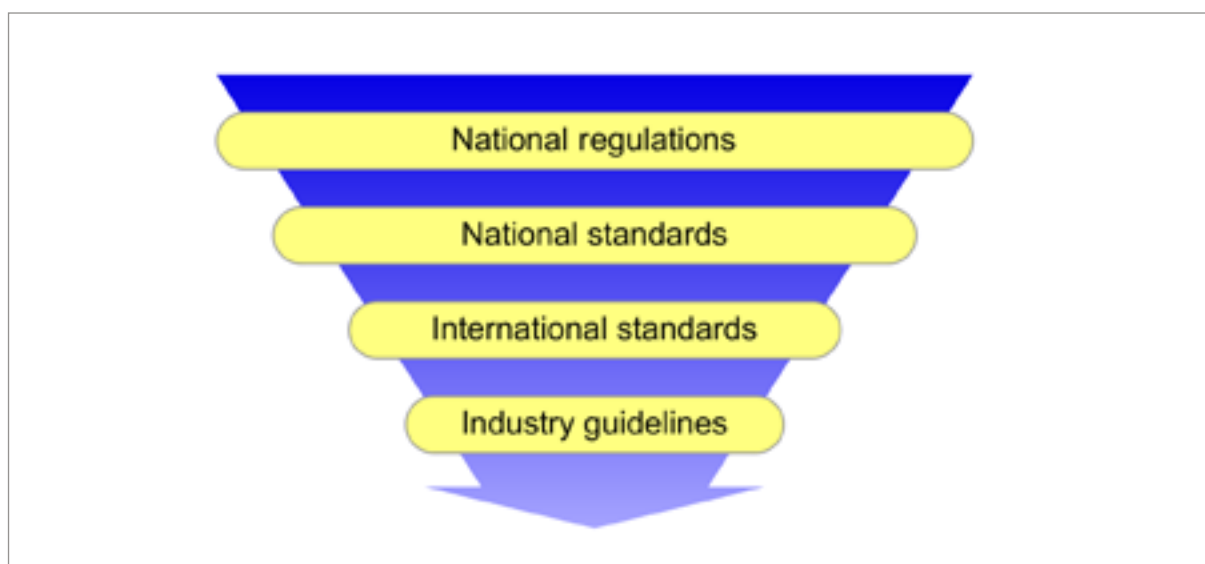 National regulations
National standards
International standards
Industry guidelines